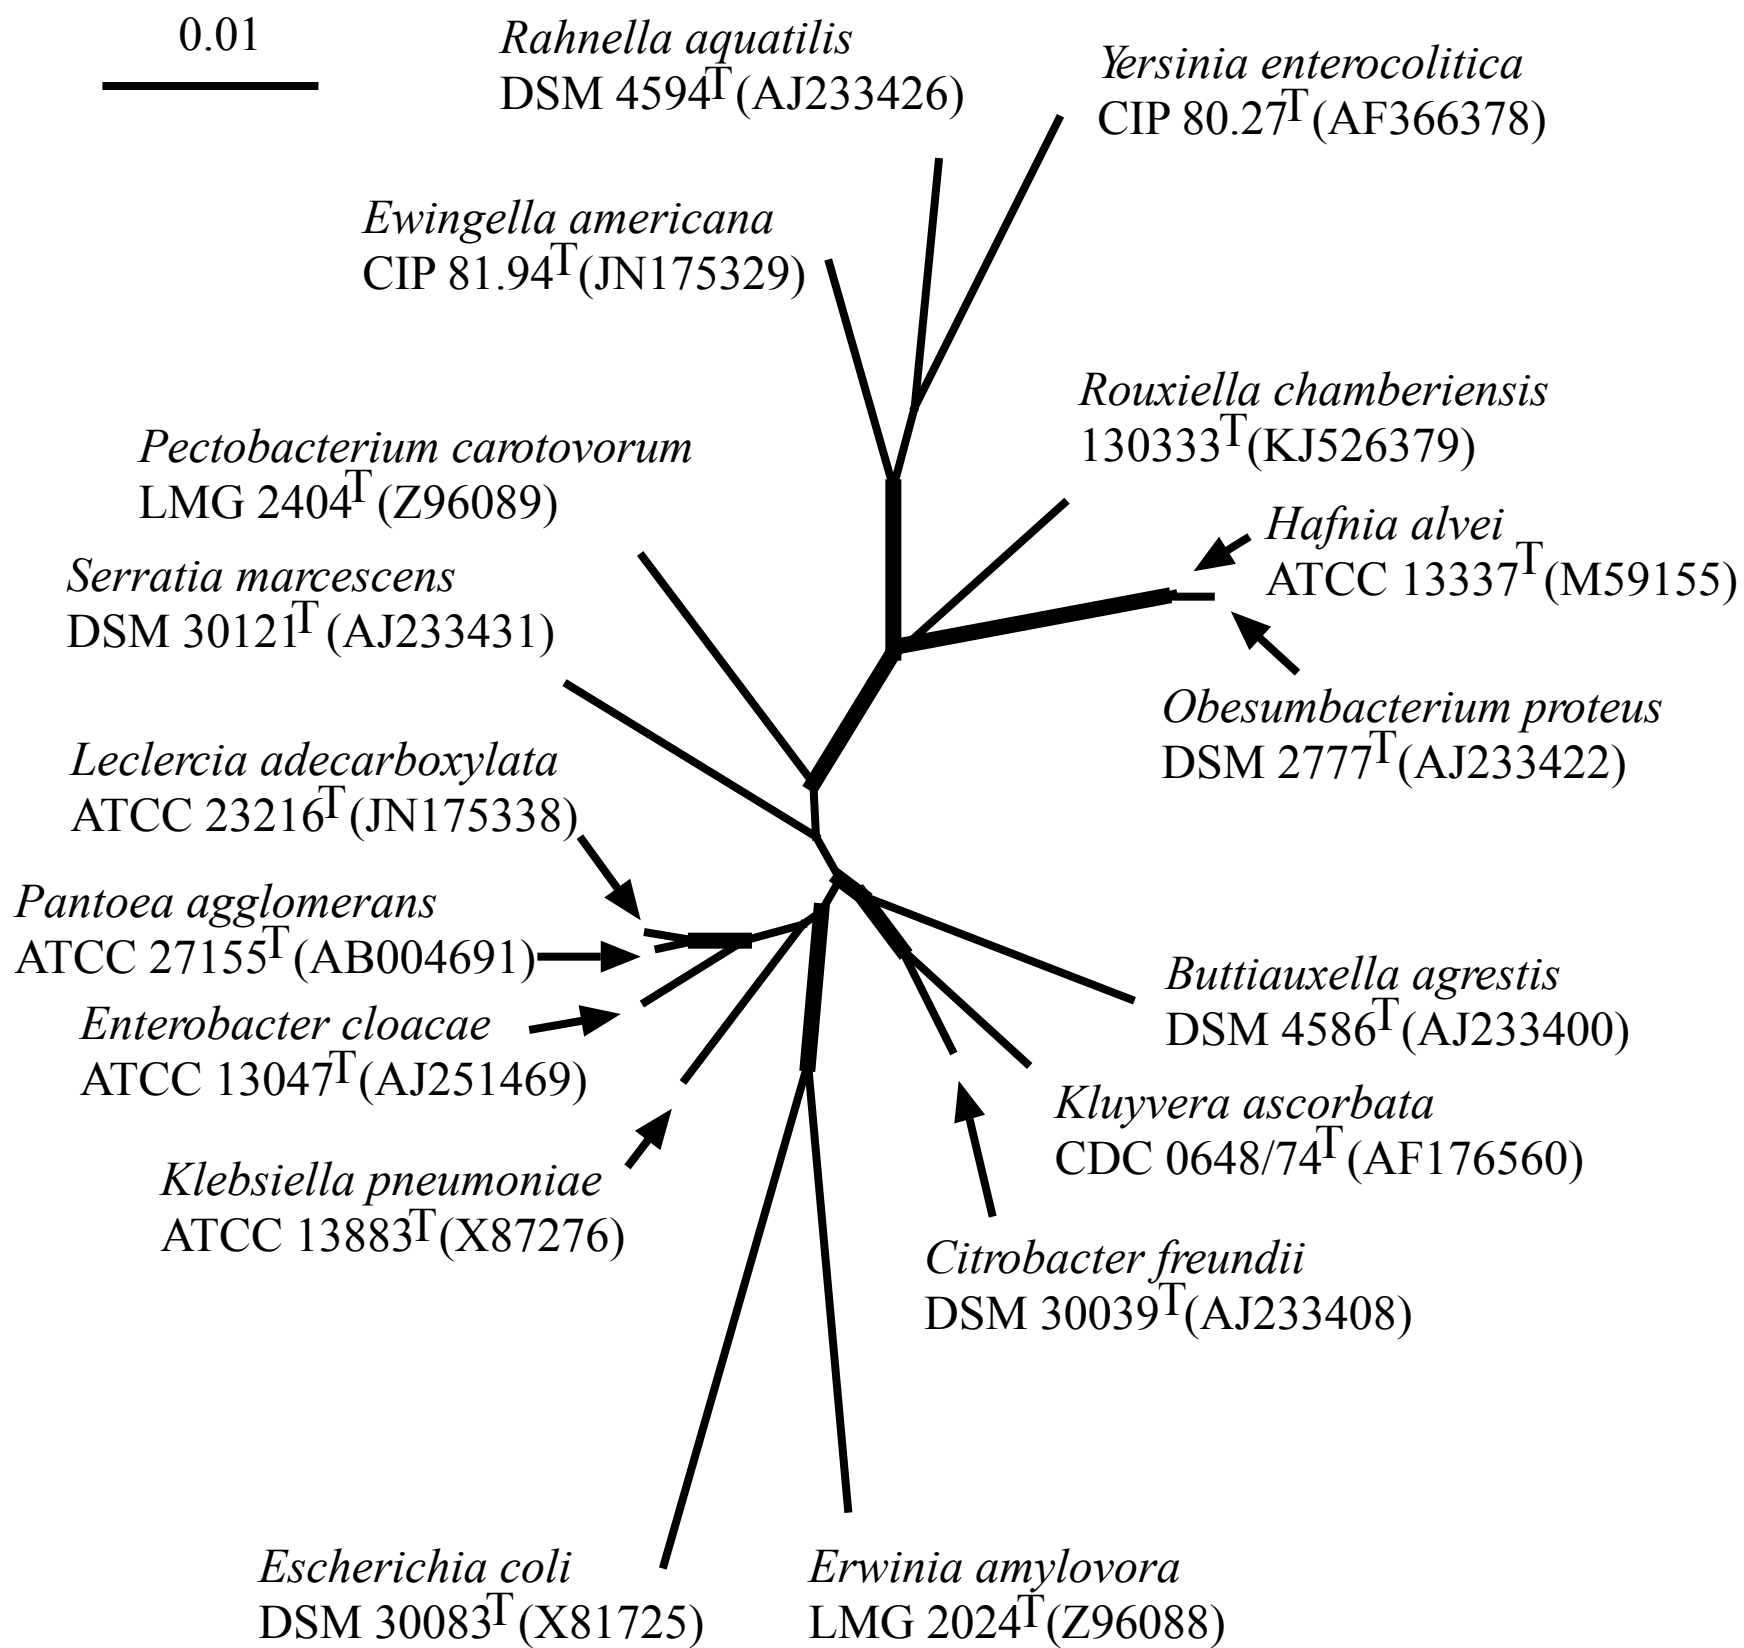 0.01
Rahnella aquatilis
DSM 4594T (AJ233426)
Yersinia enterocolitica
CIP 80.27T (AF366378)
Ewingella americana
CIP 81.94T (JN175329)
Rouxiella chamberiensis
130333T (KJ526379)
Pectobacterium carotovorum
LMG 2404T (Z96089)
Hafnia alvei
ATCC 13337T (M59155)
Serratia marcescens
DSM 30121T (AJ233431)
Obesumbacterium proteus
DSM 2777T (AJ233422)
Leclercia adecarboxylata
ATCC 23216T (JN175338)
Pantoea agglomerans
ATCC 27155T (AB004691)
Buttiauxella agrestis
DSM 4586T (AJ233400)
Enterobacter cloacae
ATCC 13047T (AJ251469)
Kluyvera ascorbata
CDC 0648/74T (AF176560)
Klebsiella pneumoniae
ATCC 13883T (X87276)
Citrobacter freundii
DSM 30039T (AJ233408)
Escherichia coli
DSM 30083T (X81725)
Erwinia amylovora
LMG 2024T (Z96088)